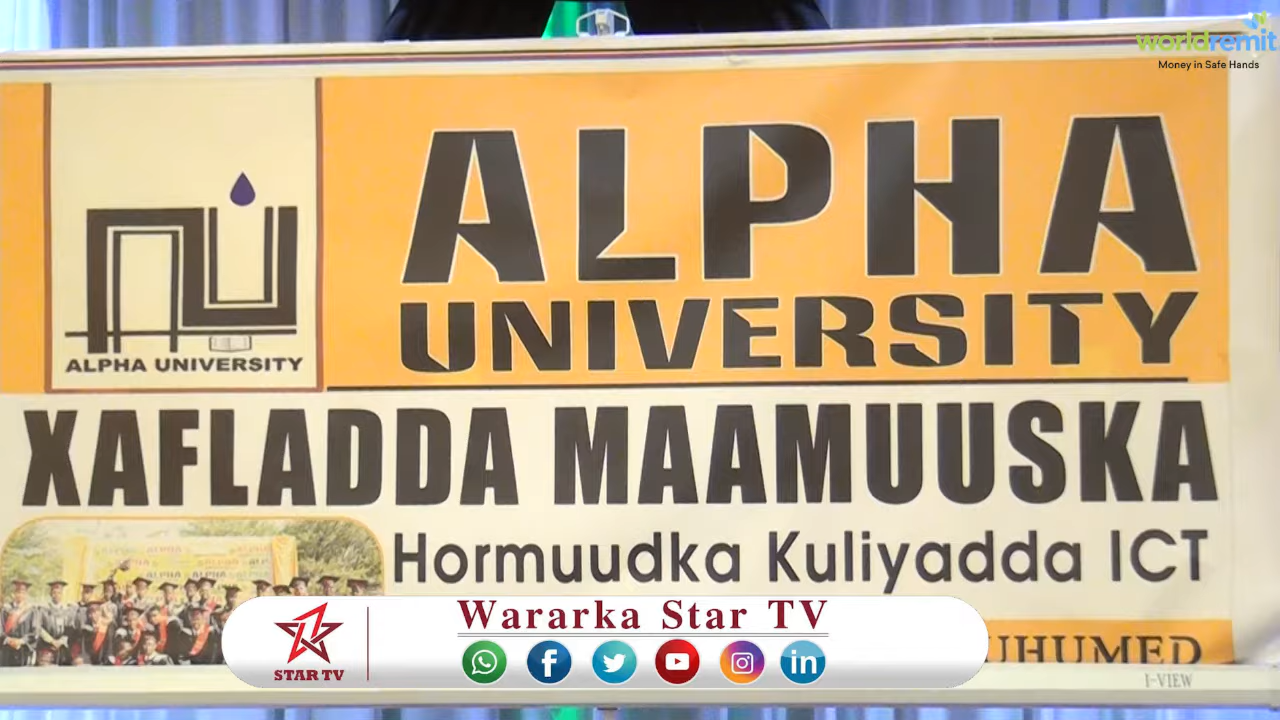 worldremit
Money in Safe Hands
ALPHA
UNIVERSITY
ALPHA UNIVERSITY
XAFLADDA MAAMUUSKA
Hormuudka Kuliyadda ICT
Wararka Star TV
STAR TV
I-VIEW